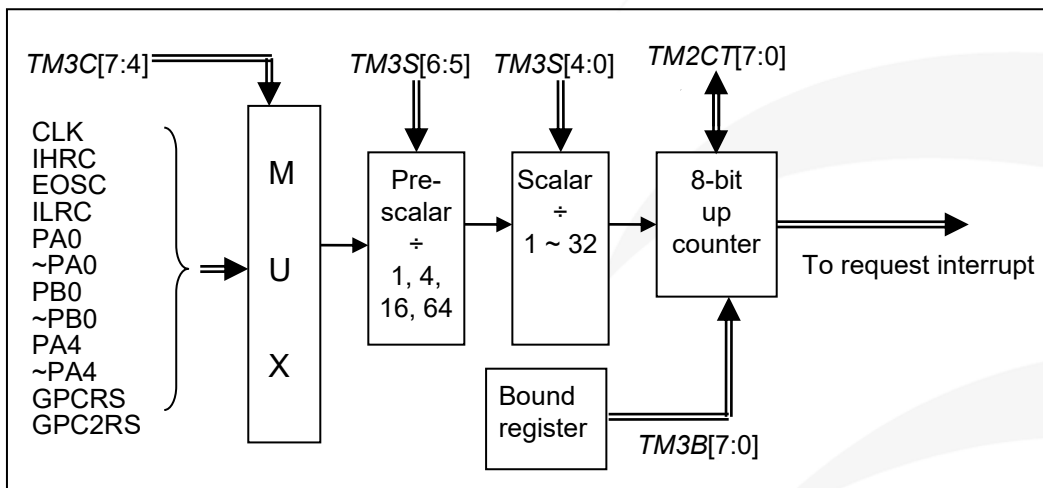 TM3C[7:4]
TM3S[6:5]
TM3S[4:0]
TM2CT[7:0]
CLK
IHRC
EOSC
ILRC
PA0
~PA0
PB0
~PB0
PA4
~PA4
GPCRS
GPC2RS
M
U
X
Pre-
scalar
÷
1, 4,
16, 64
Scalar
÷
1 ~ 32
8-bit
up
counter
To request interrupt
Bound
register
TM3B[7:0]